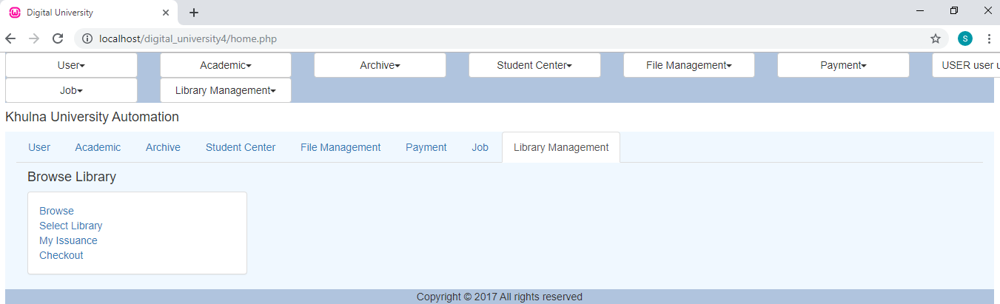 Digital University
localhost/digital_university4/home.php
S
User Academic Archive Student Center File Management Payment USER user
Job Library Management
Khulna University Automation
User Academic Archive Student Center File Management Payment Job Library Management
Browse Library
Browse
Select Library
My Issuance
Checkout
Copyright © 2017 All rights reserved